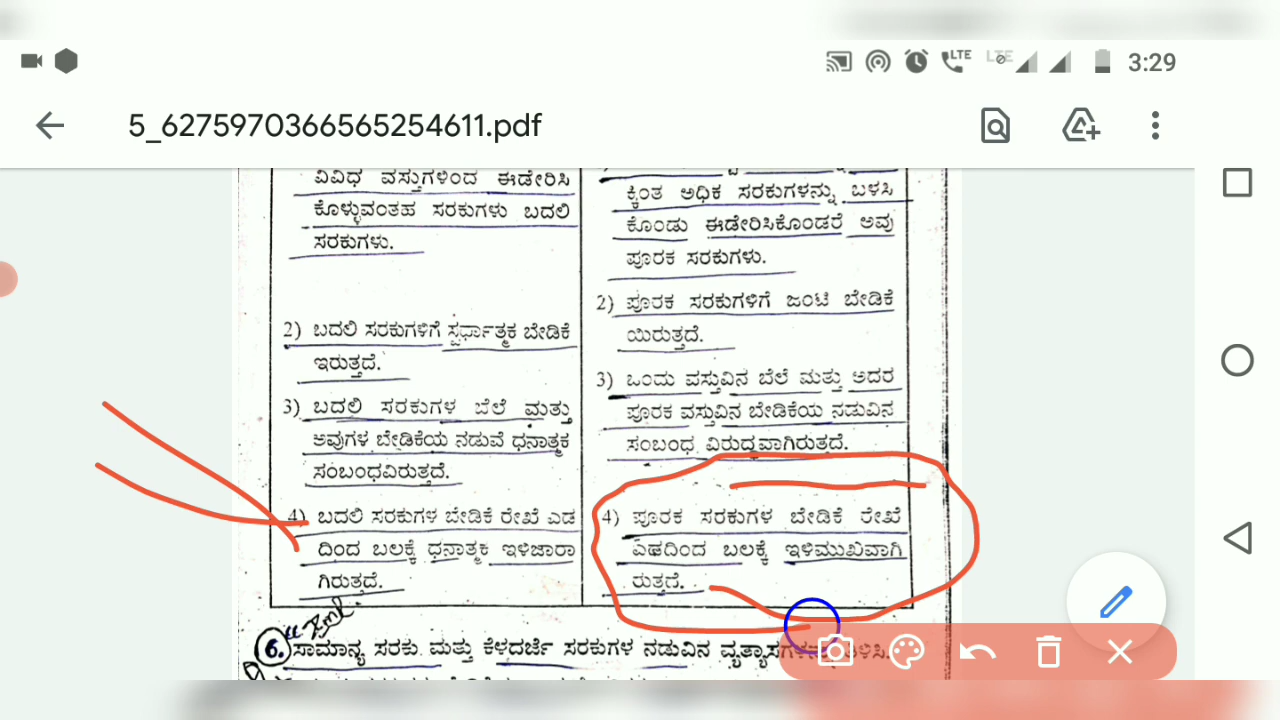 LTE LTE 3:29
5_6275970366565254611.pdf
ವಿವಿಧ ವಸ್ತುಗಳಿಂದ ಈಡೇರಿಸಿ
ಕೊಳ್ಳುವಂತಹ ಸರಕುಗಳು ಬದಲಿ
ಸರಕುಗಳು.
2) ಬದಲಿ ಸರಕುಗಳಿಗೆ ಸ್ಪರ್ಧಾತ್ಮಕ ಬೇಡಿಕೆ
ಇರುತ್ತದೆ.
3) ಬದಲಿ ಸರಕುಗಳ ಬೆಲೆ ಮತ್ತು
ಅವುಗಳ ಬೇಡಿಕೆಯ ನಡುವೆ ಧನಾತ್ಮಕ
ಸಂಬಂಧವಿರುತ್ತದೆ.
4) ಬದಲಿ ಸರಕುಗಳ ಬೇಡಿಕೆ ರೇಖೆ ಎಡ
ದಿಂದ ಬಲಕ್ಕೆ ಧನಾತ್ಮಕ ಇಳಿಜಾರಾ
ಗಿರುತ್ತದೆ.
ಕ್ಕಿಂತ ಅಧಿಕ ಸರಕುಗಳನ್ನು ಬಳಸಿ
ಕೊಂಡು ಈಡೇರಿಸಿಕೊಂಡರೆ ಅವು
ಪೂರಕ ಸರಕುಗಳು.
2) ಪೂರಕ ಸರಕುಗಳಿಗೆ ಜಂಟಿ ಬೇಡಿಕೆ
ಯಿರುತ್ತದೆ.
3) ಒಂದು ವಸ್ತುವಿನ ಬೆಲೆ ಮತ್ತು ಅದರ
ಪೂರಕ ವಸ್ತುವಿನ ಬೇಡಿಕೆಯ ನಡುವಿನ
ಸಂಬಂಧ ವಿರುದ್ಧವಾಗಿರುತ್ತದೆ.
4) ಪೂರಕ ಸರಕುಗಳ ಬೇಡಿಕೆ ರೇಖೆ
ಎಡದಿಂದ ಬಲಕ್ಕೆ ಇಳಿಮುಖವಾಗಿ
ರುತ್ತದೆ.
6. ಸಾಮಾನ್ಯ ಸರಕು ಮತ್ತು ಕೆಳದರ್ಜೆ ಸರಕುಗಳ ನಡುವಿನ